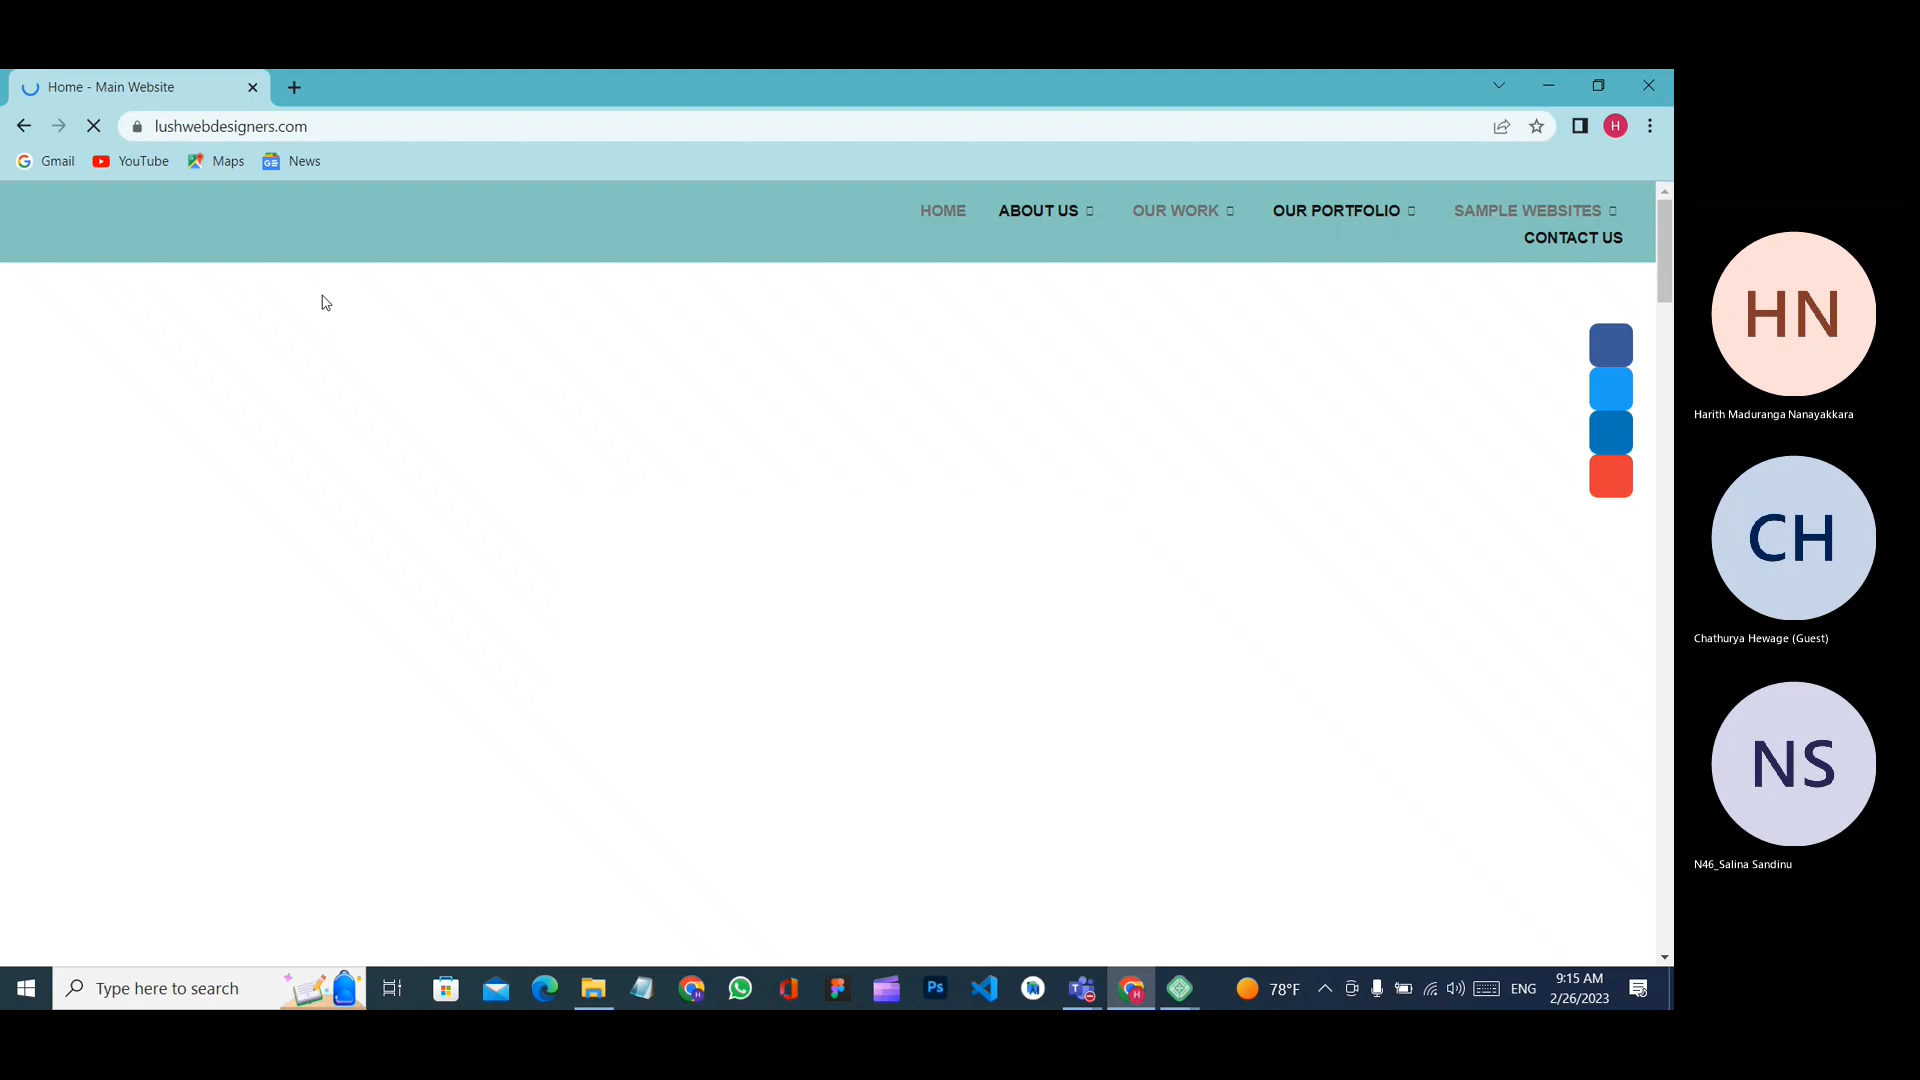 Home - Main Website
lushwebdesigners.com
H
Gmail YouTube Maps News
HOME ABOUT US OUR WORK OUR PORTFOLIO SAMPLE WEBSITES
CONTACT US
HN
Harith Maduranga Nanayakkara
CH
Chathurya Hewage (Guest)
NS
N46_Salina Sandinu
Type here to search
Ps
78°F
ENG
9:15 AM
2/26/2023